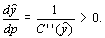 dŷ/dp = 1/C''(ŷ) > 0.